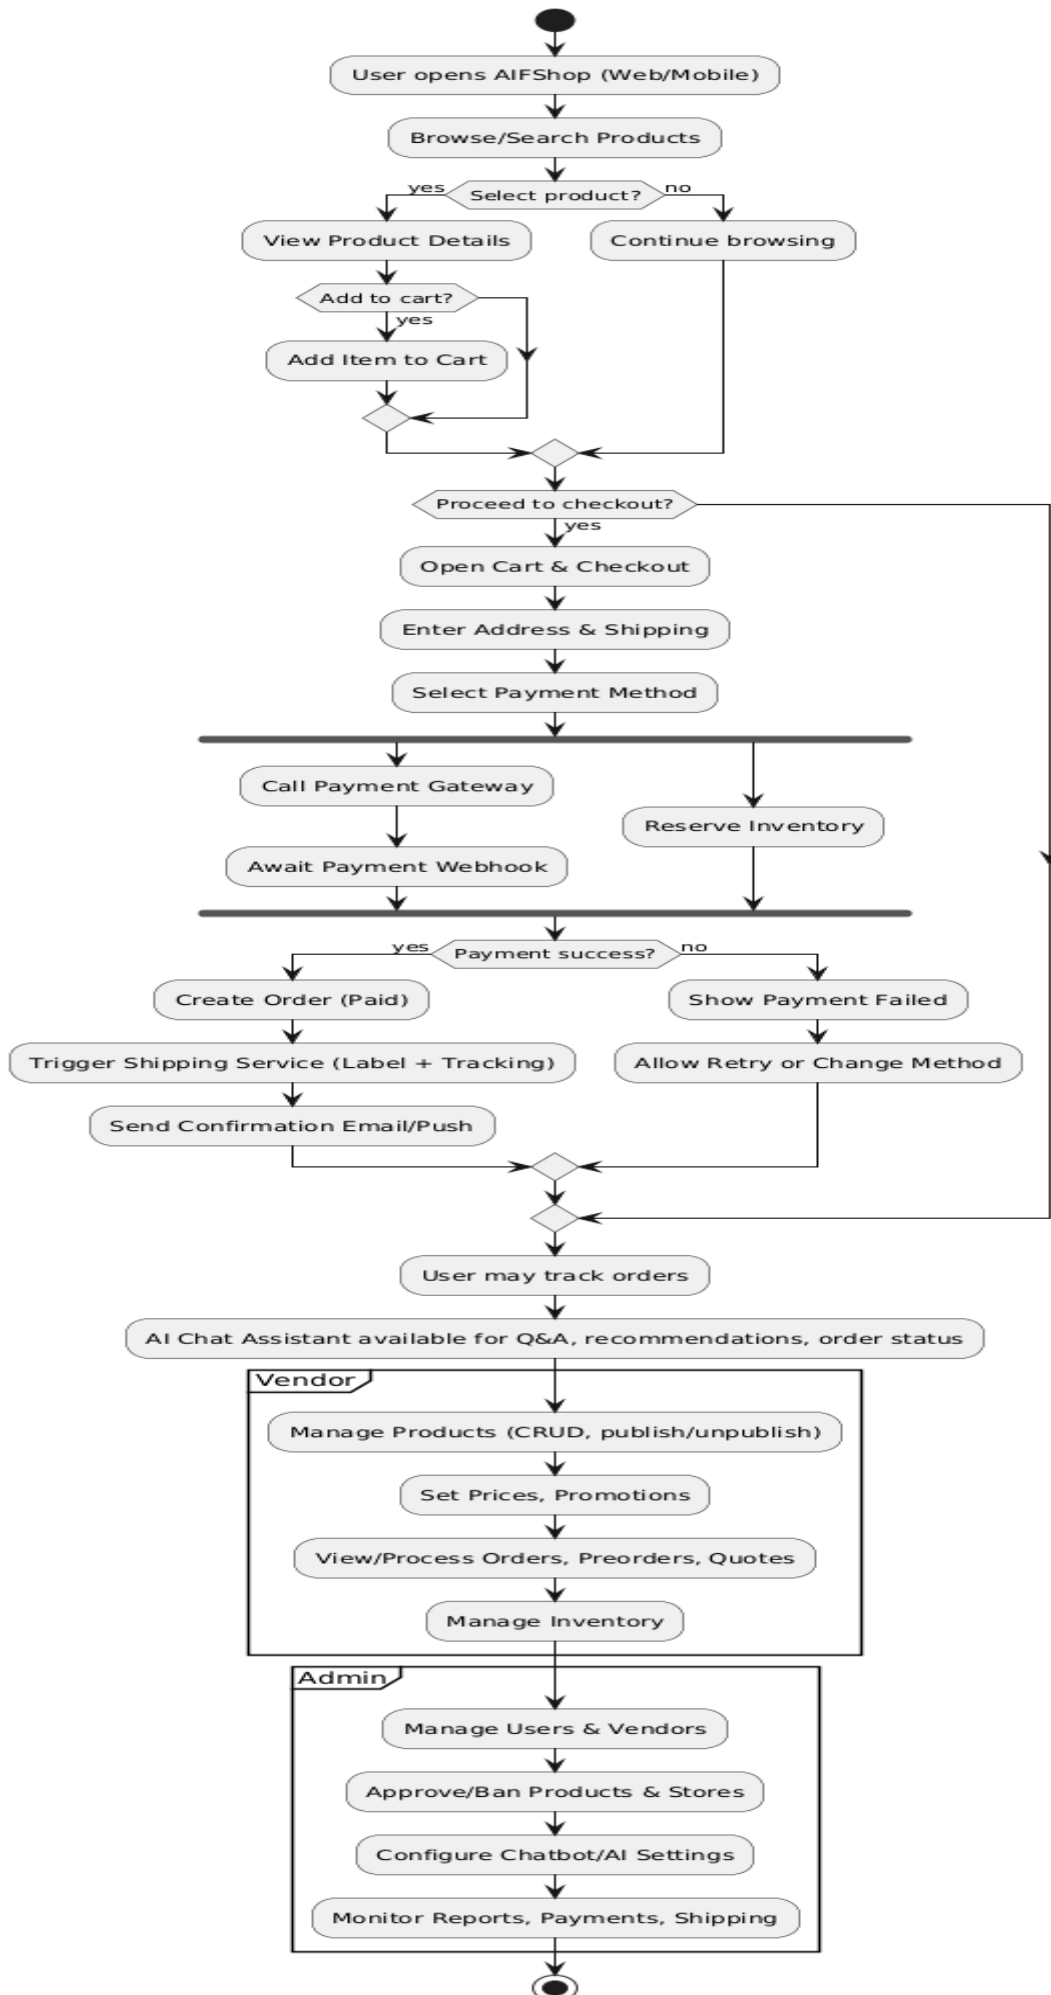 User opens AIFShop (Web/Mobile)
Browse/Search Products
yes
Select product?
no
View Product Details
Continue browsing
Add to cart?
yes
Add Item to Cart
Proceed to checkout?
yes
Open Cart & Checkout
Enter Address & Shipping
Select Payment Method
Call Payment Gateway
Reserve Inventory
Await Payment Webhook
yes
Payment success?
no
Create Order (Paid)
Show Payment Failed
Trigger Shipping Service (Label + Tracking)
Allow Retry or Change Method
Send Confirmation Email/Push
User may track orders
AI Chat Assistant available for Q&A, recommendations, order status
Vendor
Manage Products (CRUD, publish/unpublish)
Set Prices, Promotions
View/Process Orders, Preorders, Quotes
Manage Inventory
Admin
Manage Users & Vendors
Approve/Ban Products & Stores
Configure Chatbot/AI Settings
Monitor Reports, Payments, Shipping